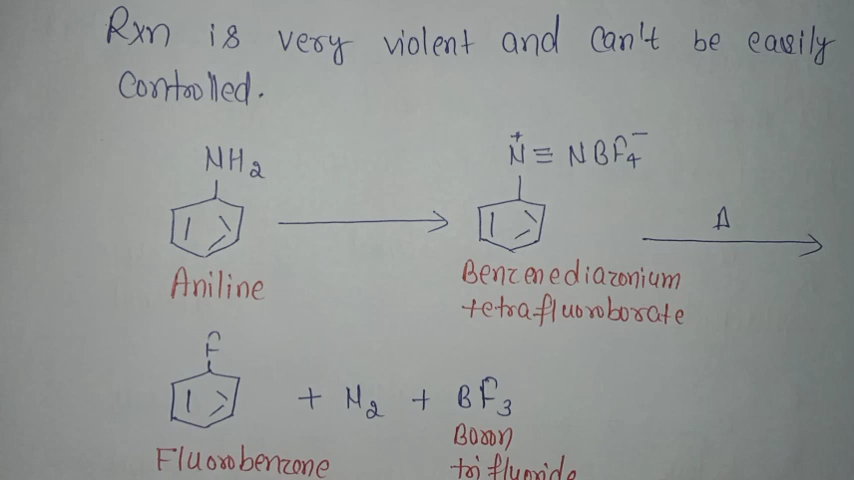 Rxn is very violent and can't be easily
controlled.
NH2
N+ ≡ NBF4−
Δ
Aniline
Benzenediazonium
tetrafluoroborate
F
+ N2 + BF3
Fluorobenzene
Boron
trifluoride